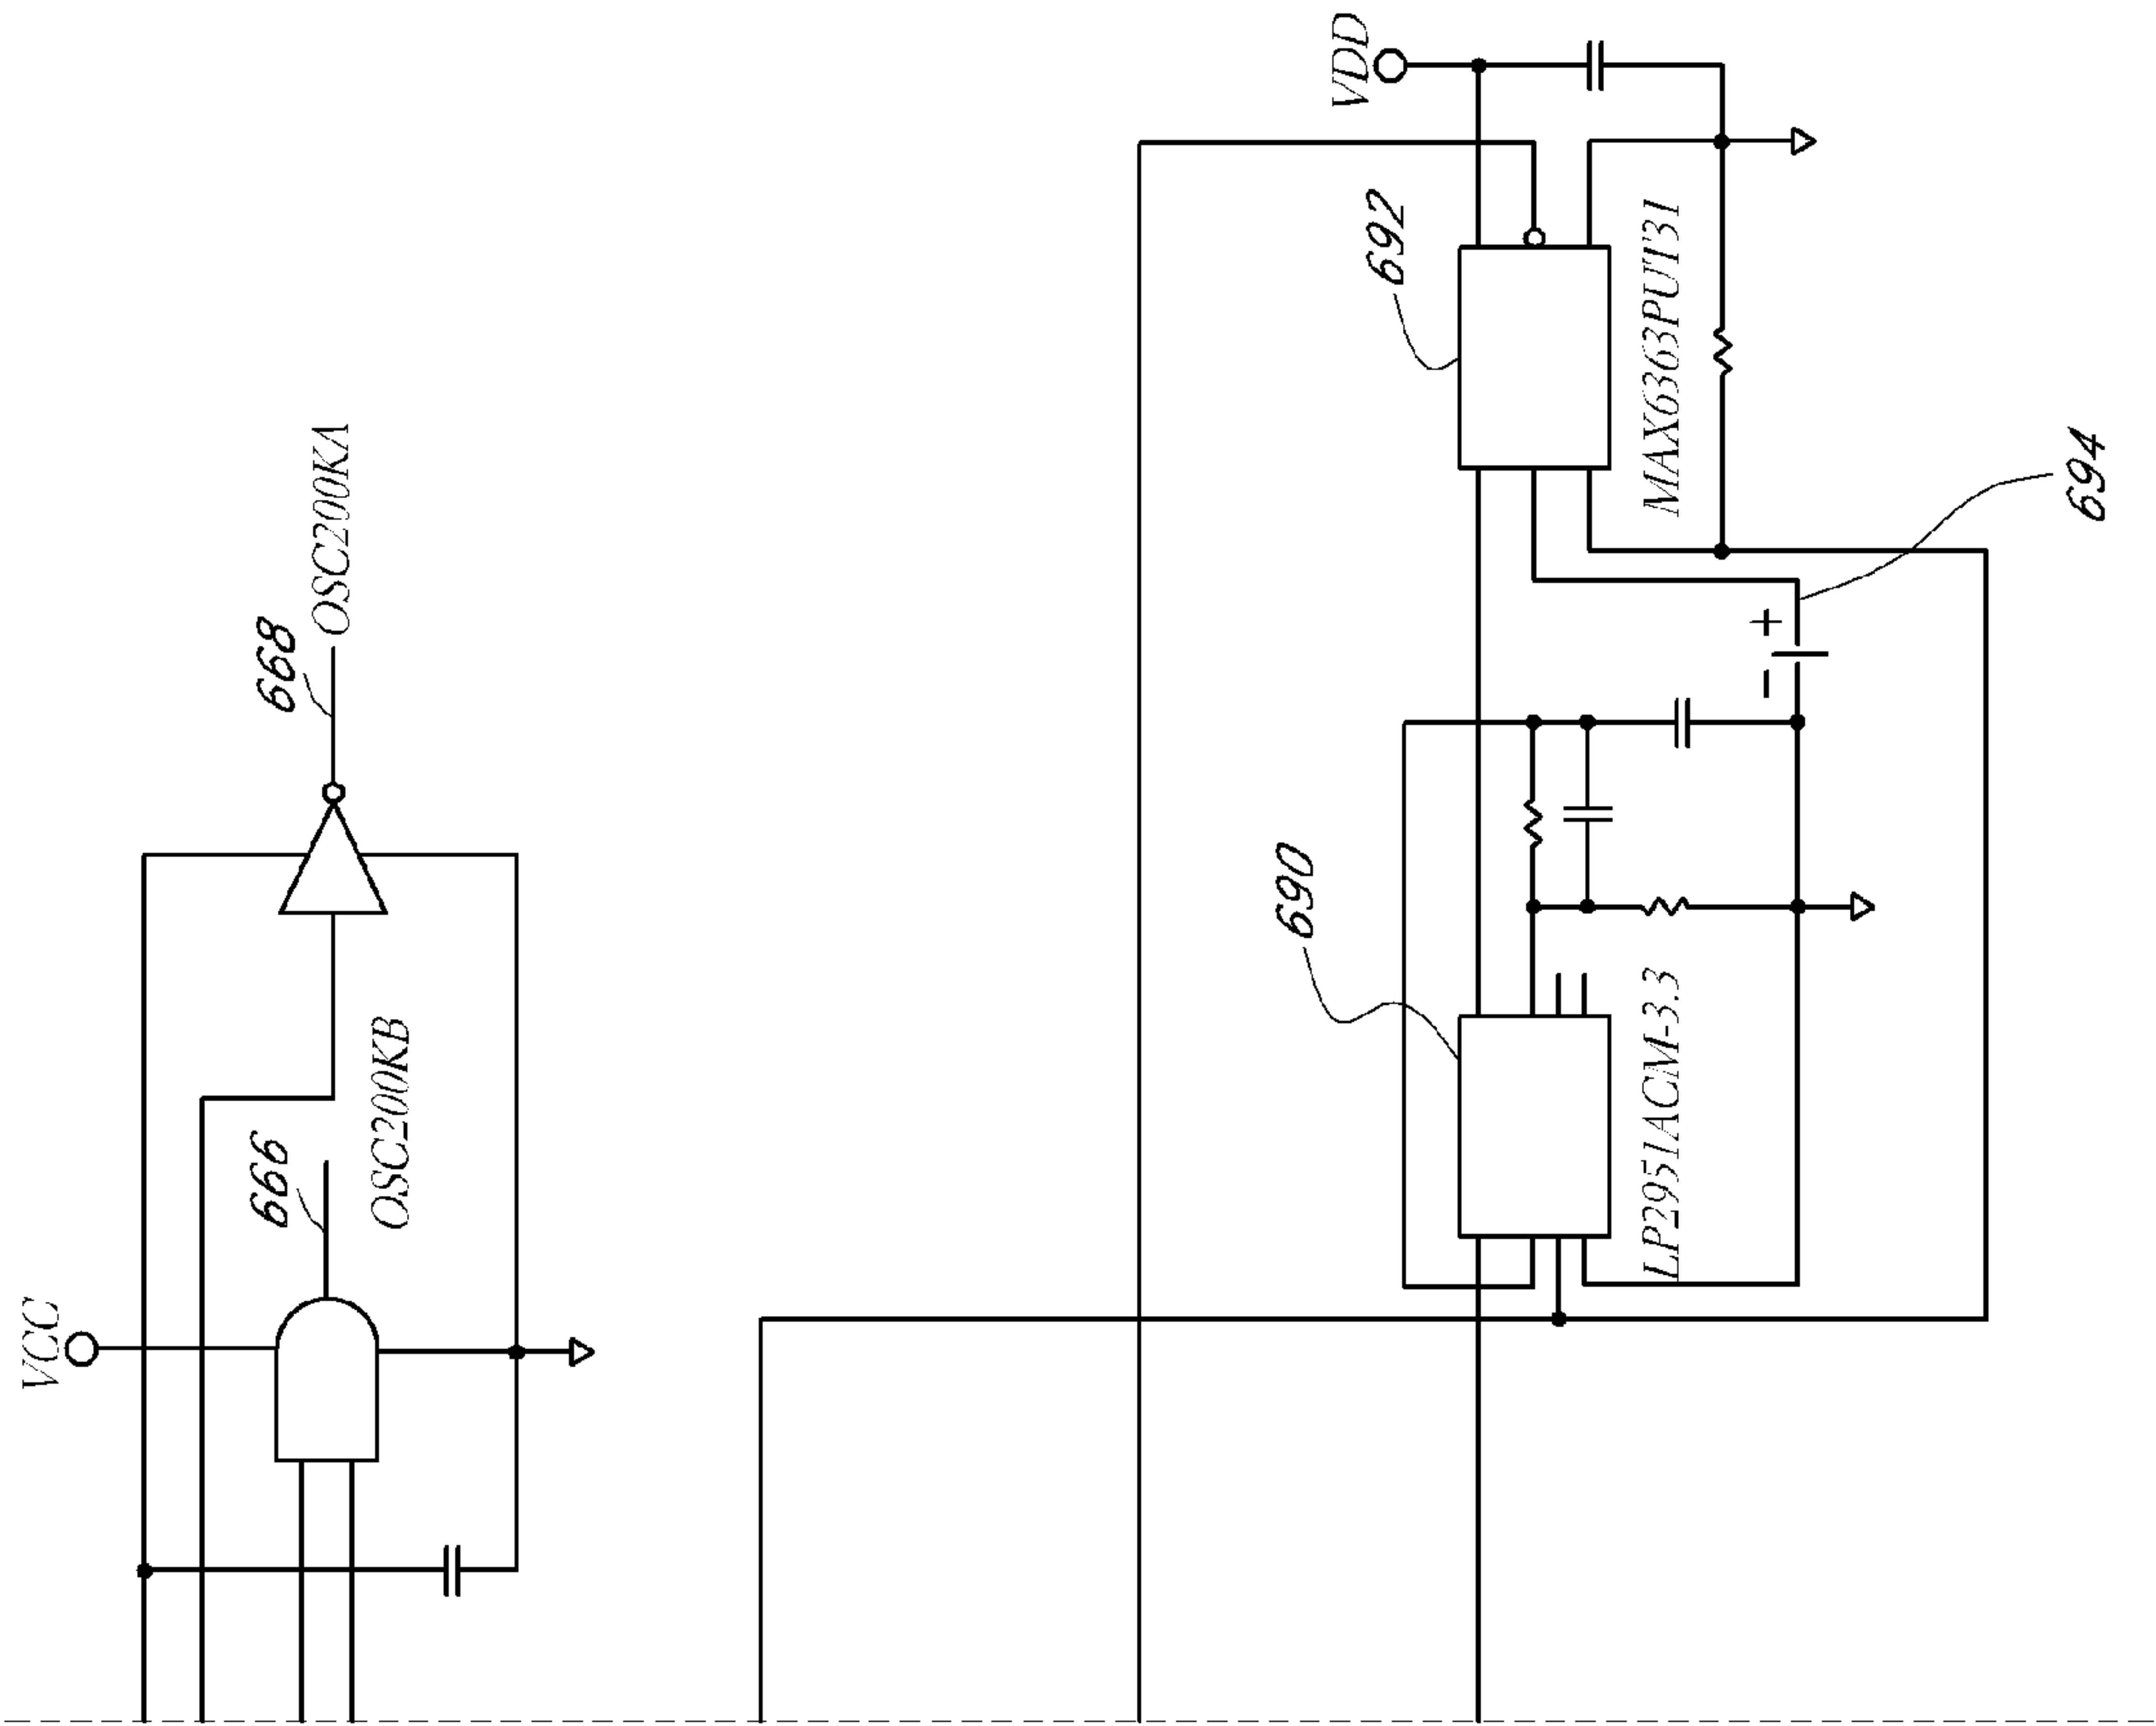 VCC
666
OSC200KB
668
OSC200KA
690
LP2951ACM-3.3
692
MAX6363PUT31
VDD
694
+
-